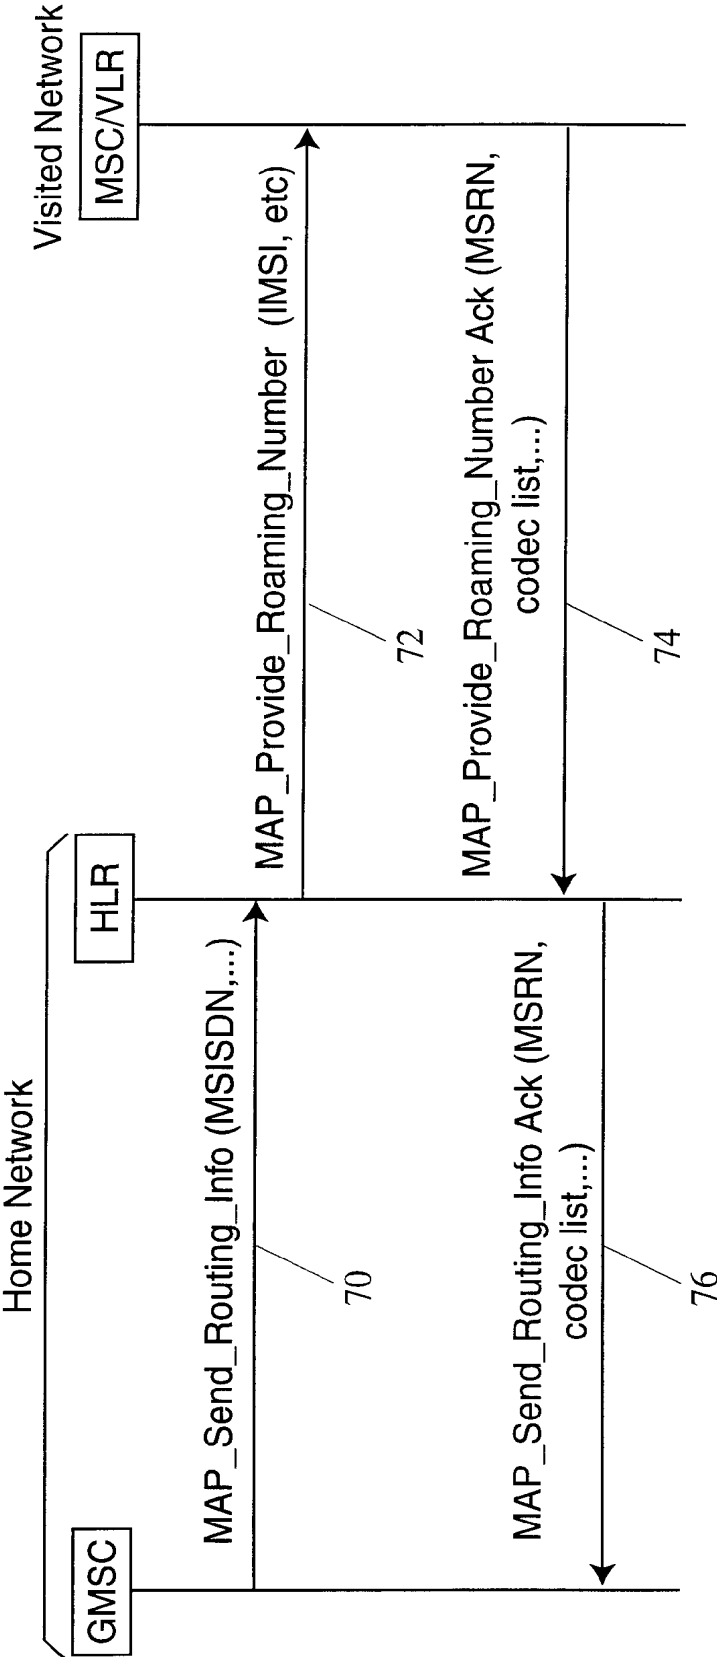 Home Network
Visited Network
GMSC
HLR
MSC/VLR
MAP_Send_Routing_Info (MSISDN,...)
70
MAP_Provide_Roaming_Number (IMSI, etc)
72
MAP_Provide_Roaming_Number Ack (MSRN,
codec list,...)
74
MAP_Send_Routing_Info Ack (MSRN,
codec list,...)
76